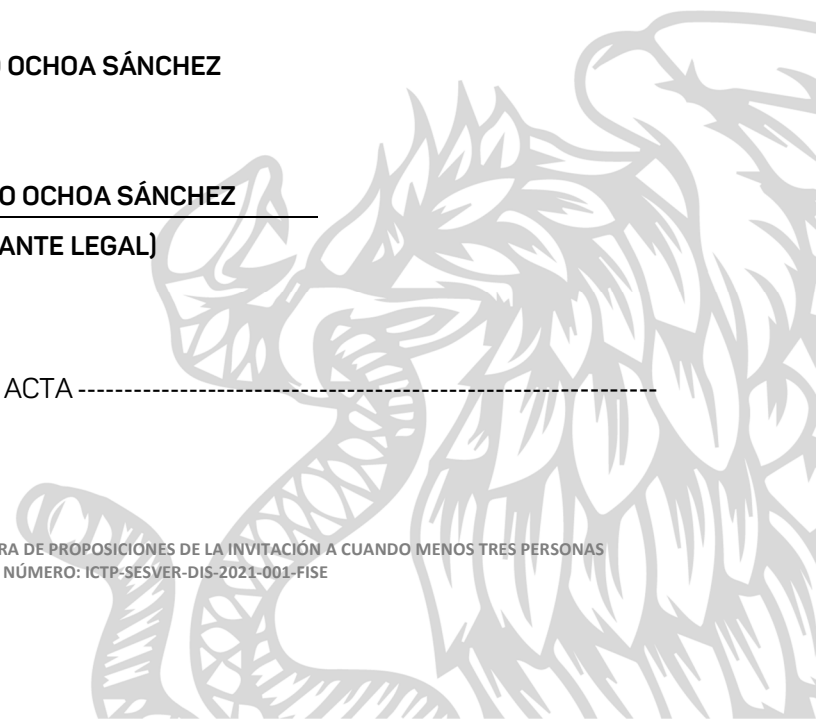 OCHOA SÁNCHEZ
O OCHOA SÁNCHEZ
ANTE LEGAL)
ACTA ---------------------------------------------------------------
RA DE PROPOSICIONES DE LA INVITACIÓN A CUANDO MENOS TRES PERSONAS
NÚMERO: ICTP-SESVER-DIS-2021-001-FISE